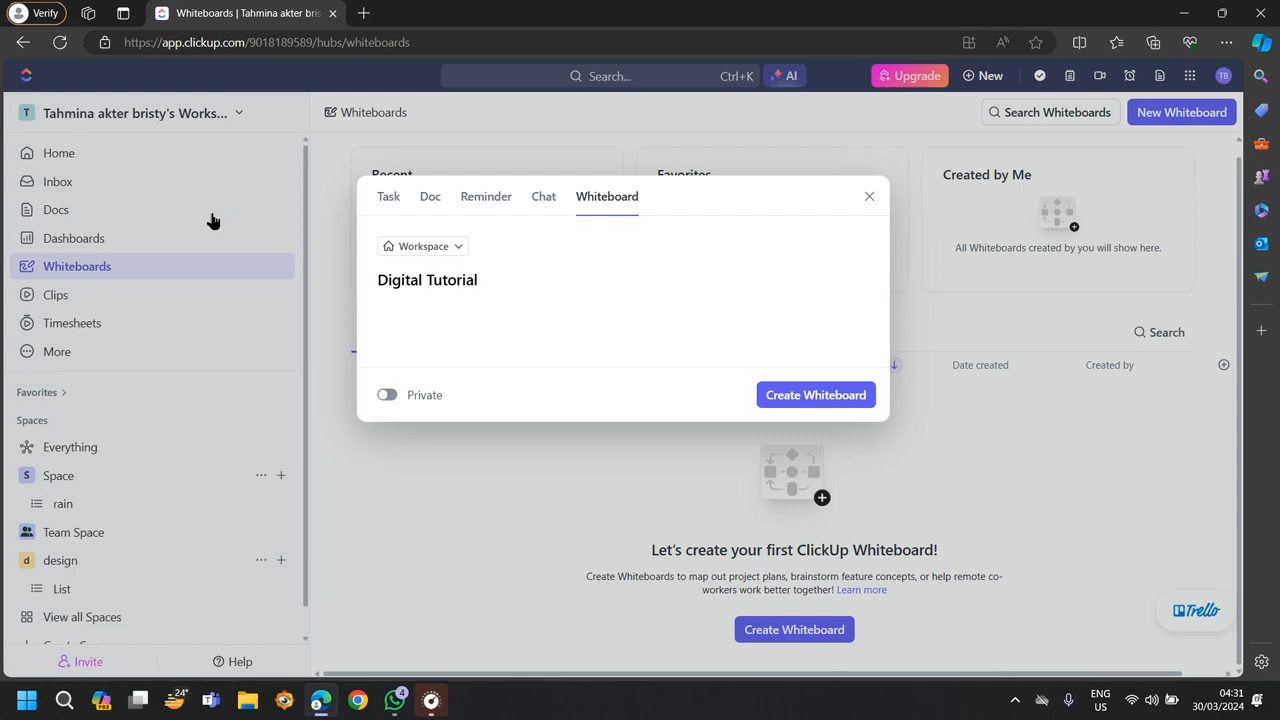 Verify
Whiteboards | Tahmina akter bris
https://app.clickup.com/9018189589/hubs/whiteboards
Search...
Ctrl+K
AI
Upgrade
New
TB
T Tahmina akter bristy's Works...
Whiteboards
Search Whiteboards
New Whiteboard
Home
Inbox
Docs
Dashboards
Whiteboards
Clips
Timesheets
More
Favorites
Spaces
Everything
S Space
rain
Team Space
d design
List
View all Spaces
Invite
Help
Recent
Favorites
Created by Me
All Whiteboards created by you will show here.
Task
Doc
Reminder
Chat
Whiteboard
Workspace
Digital Tutorial
Private
Create Whiteboard
Search
Date created
Created by
Let's create your first ClickUp Whiteboard!
Create Whiteboards to map out project plans, brainstorm feature concepts, or help remote co-
workers work better together! Learn more
Create Whiteboard
Trello
PRE
24°
4
ENG
US
04:31
30/03/2024